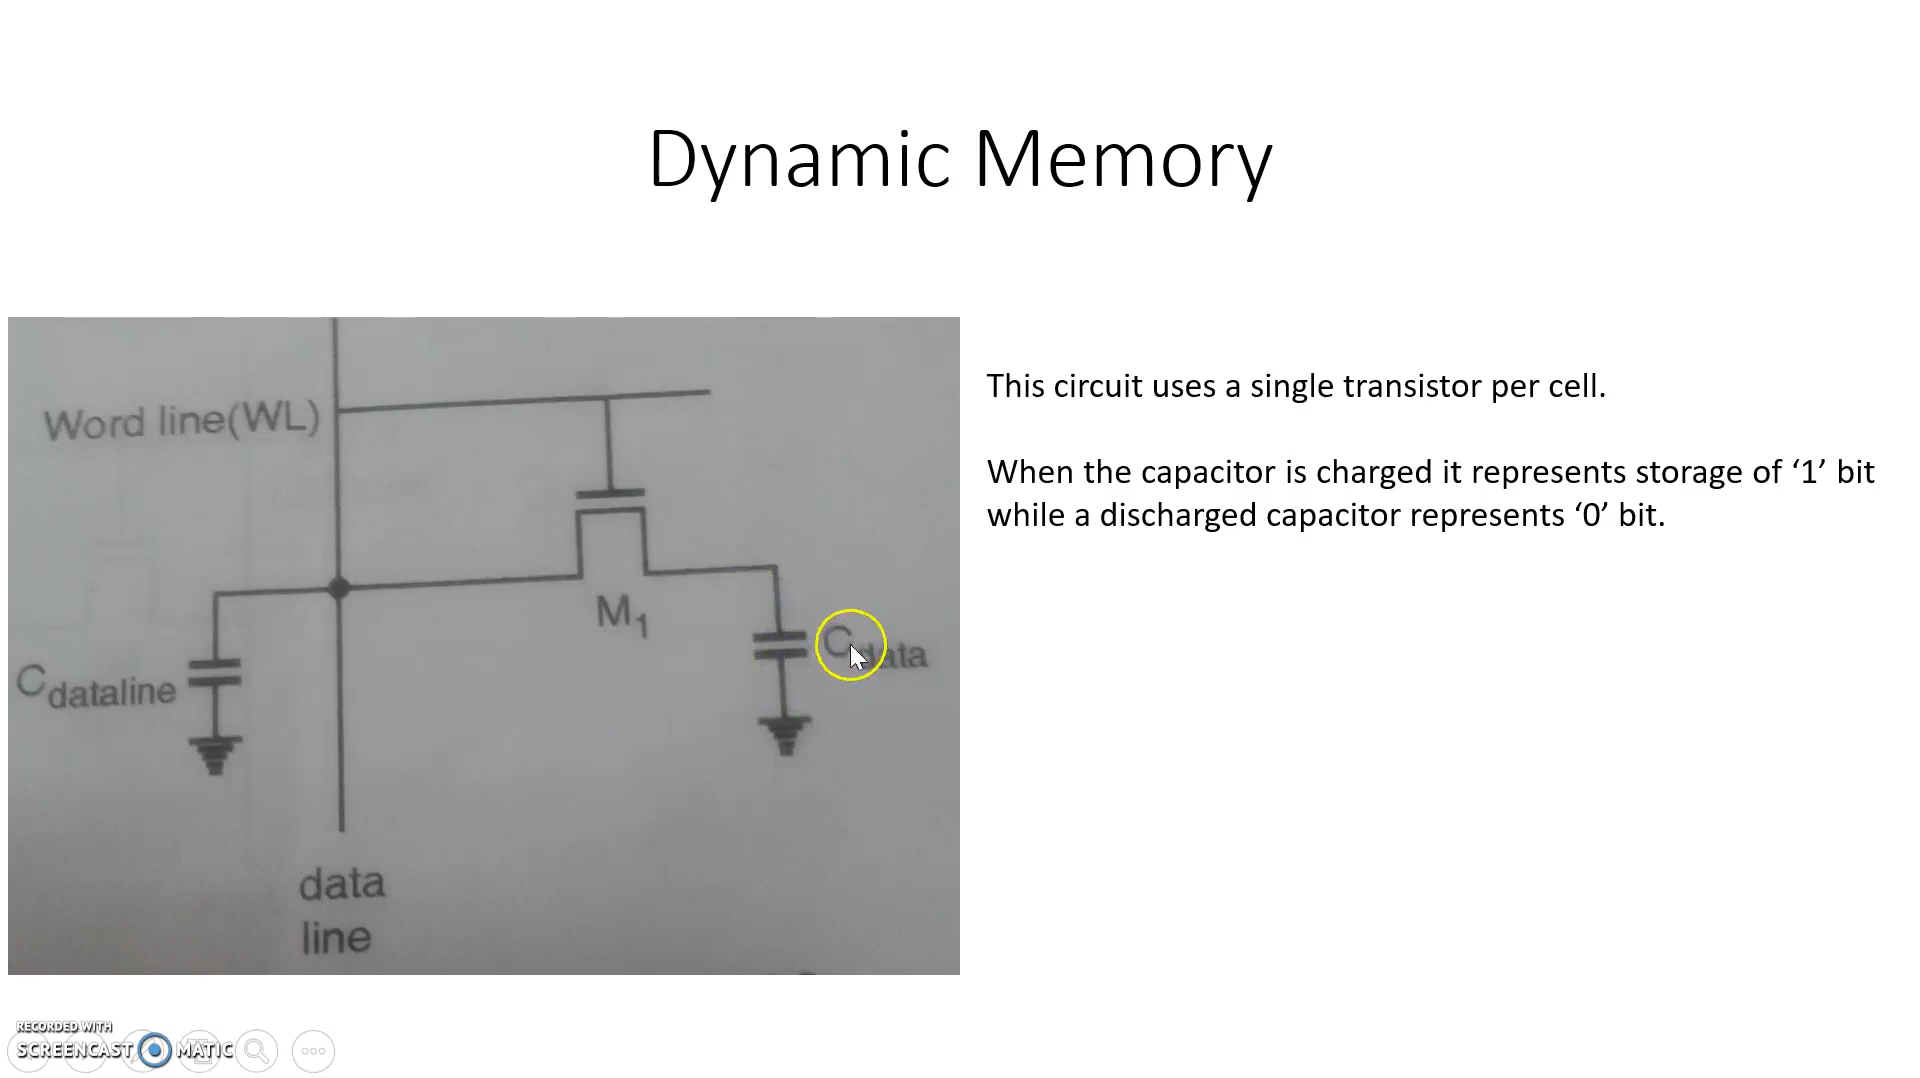 Dynamic Memory
Word line(WL)
M1
Cdata
Cdataline
data
line
This circuit uses a single transistor per cell.
When the capacitor is charged it represents storage of ‘1’ bit
while a discharged capacitor represents ‘0’ bit.
RECORDED WITH
SCREENCAST MATIC